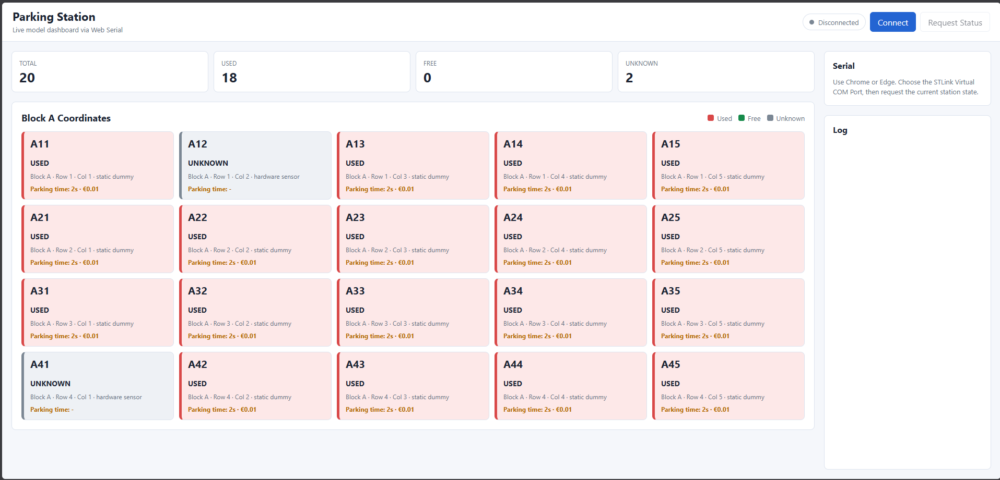 Parking Station
Live model dashboard via Web Serial
Disconnected
Connect
Request Status
TOTAL
20
USED
18
FREE
0
UNKNOWN
2
Serial
Use Chrome or Edge. Choose the STLink Virtual
COM Port, then request the current station state.
Log
Block A Coordinates
Used
Free
Unknown
A11
USED
Block A · Row 1 · Col 1 · static dummy
Parking time: 2s · €0.01
A12
UNKNOWN
Block A · Row 1 · Col 2 · hardware sensor
Parking time: -
A13
USED
Block A · Row 1 · Col 3 · static dummy
Parking time: 2s · €0.01
A14
USED
Block A · Row 1 · Col 4 · static dummy
Parking time: 2s · €0.01
A15
USED
Block A · Row 1 · Col 5 · static dummy
Parking time: 2s · €0.01
A21
USED
Block A · Row 2 · Col 1 · static dummy
Parking time: 2s · €0.01
A22
USED
Block A · Row 2 · Col 2 · static dummy
Parking time: 2s · €0.01
A23
USED
Block A · Row 2 · Col 3 · static dummy
Parking time: 2s · €0.01
A24
USED
Block A · Row 2 · Col 4 · static dummy
Parking time: 2s · €0.01
A25
USED
Block A · Row 2 · Col 5 · static dummy
Parking time: 2s · €0.01
A31
USED
Block A · Row 3 · Col 1 · static dummy
Parking time: 2s · €0.01
A32
USED
Block A · Row 3 · Col 2 · static dummy
Parking time: 2s · €0.01
A33
USED
Block A · Row 3 · Col 3 · static dummy
Parking time: 2s · €0.01
A34
USED
Block A · Row 3 · Col 4 · static dummy
Parking time: 2s · €0.01
A35
USED
Block A · Row 3 · Col 5 · static dummy
Parking time: 2s · €0.01
A41
UNKNOWN
Block A · Row 4 · Col 1 · hardware sensor
Parking time: -
A42
USED
Block A · Row 4 · Col 2 · static dummy
Parking time: 2s · €0.01
A43
USED
Block A · Row 4 · Col 3 · static dummy
Parking time: 2s · €0.01
A44
USED
Block A · Row 4 · Col 4 · static dummy
Parking time: 2s · €0.01
A45
USED
Block A · Row 4 · Col 5 · static dummy
Parking time: 2s · €0.01